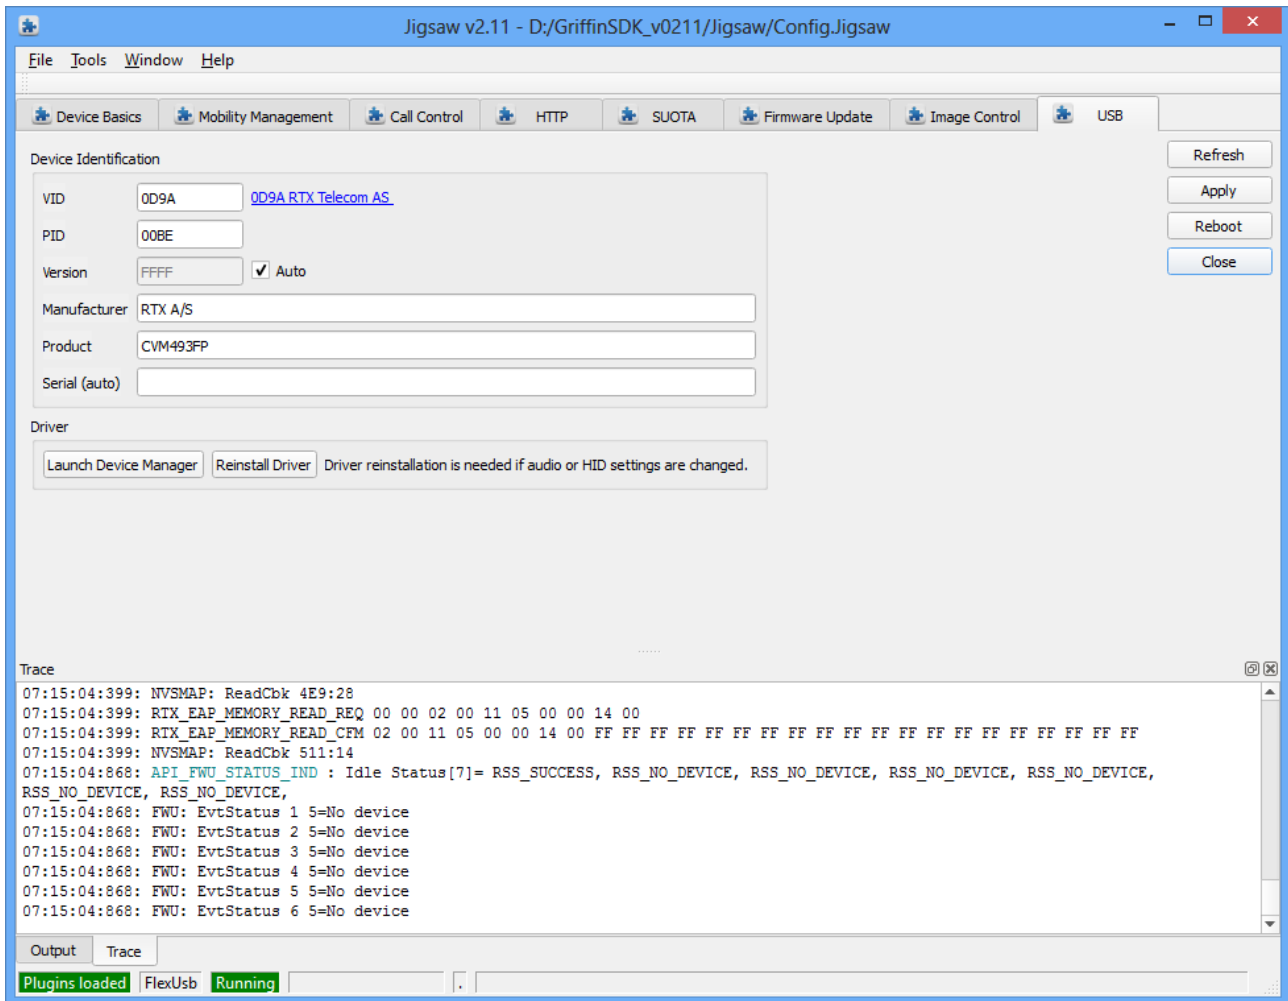 Jigsaw v2.11 - D:/GriffinSDK_v0211/Jigsaw/Config.Jigsaw
File Tools Window Help
Device Basics Mobility Management Call Control HTTP SUOTA Firmware Update Image Control USB
Device Identification
Refresh
VID 0D9A 0D9A RTX Telecom AS
Apply
PID 00BE
Reboot
Version FFFF Auto
Close
Manufacturer RTX A/S
Product CVM493FP
Serial (auto)
Driver
Launch Device Manager Reinstall Driver Driver reinstallation is needed if audio or HID settings are changed.
Trace
07:15:04:399: NVSMAP: ReadCbk 4E9:28
07:15:04:399: RTX_EAP_MEMORY_READ_REQ 00 00 02 00 11 05 00 00 14 00
07:15:04:399: RTX_EAP_MEMORY_READ_CFM 02 00 11 05 00 00 14 00 FF FF FF FF FF FF FF FF FF FF FF FF FF FF FF FF FF FF FF FF
07:15:04:399: NVSMAP: ReadCbk 511:14
07:15:04:868: API_FWU_STATUS_IND : Idle Status[7]= RSS_SUCCESS, RSS_NO_DEVICE, RSS_NO_DEVICE, RSS_NO_DEVICE, RSS_NO_DEVICE,
RSS_NO_DEVICE, RSS_NO_DEVICE,
07:15:04:868: FWU: EvtStatus 1 5=No device
07:15:04:868: FWU: EvtStatus 2 5=No device
07:15:04:868: FWU: EvtStatus 3 5=No device
07:15:04:868: FWU: EvtStatus 4 5=No device
07:15:04:868: FWU: EvtStatus 5 5=No device
07:15:04:868: FWU: EvtStatus 6 5=No device
Output Trace
Plugins loaded FlexUsb Running .